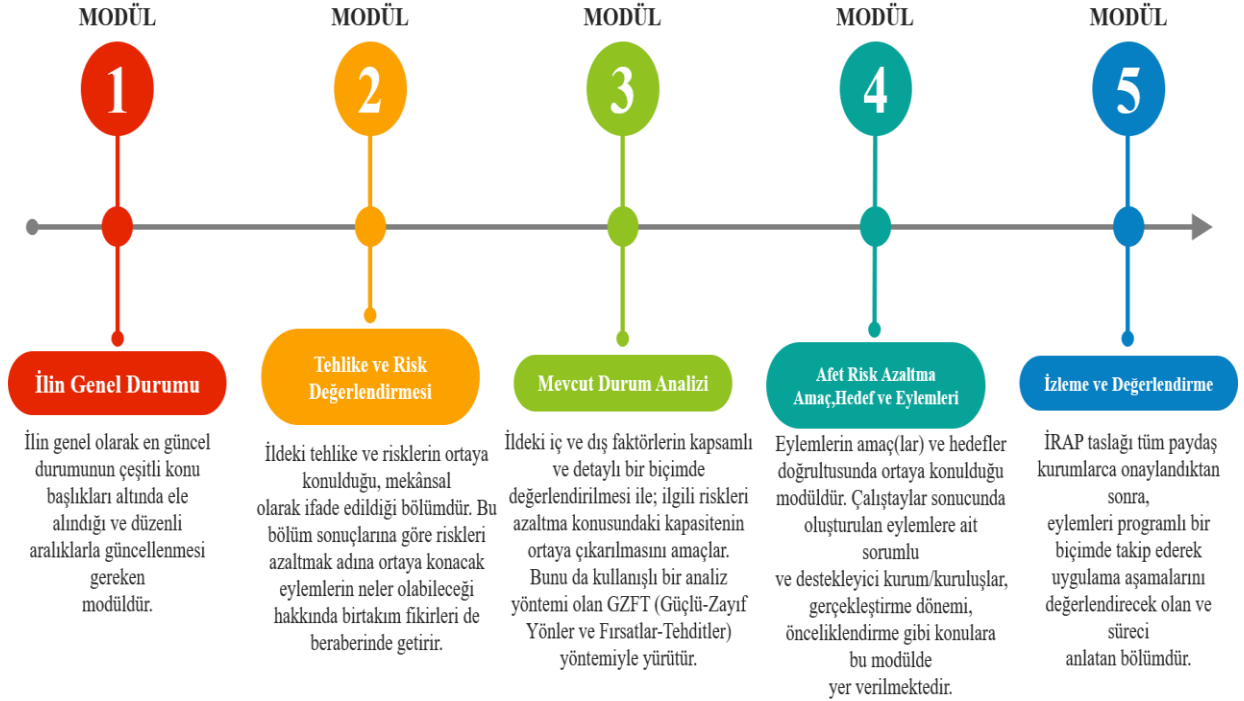 MODÜL
1
İlin Genel Durumu
İlin genel olarak en güncel
durumunun çeşitli konu
başlıkları altında ele
alındığı ve düzenli
aralıklarla güncellenmesi
gereken
modüldür.
MODÜL
2
Tehlike ve Risk
Değerlendirmesi
İldeki tehlike ve risklerin ortaya
konulduğu, mekânsal
olarak ifade edildiği bölümdür. Bu
bölüm sonuçlarına göre riskleri
azaltmak adına ortaya konacak
eylemlerin neler olabileceği
hakkında birtakım fikirleri de
beraberinde getirir.
MODÜL
3
Mevcut Durum Analizi
İldeki iç ve dış faktörlerin kapsamlı
ve detaylı bir biçimde
değerlendirilmesi ile; ilgili riskleri
azaltma konusundaki kapasitenin
ortaya çıkarılmasını amaçlar.
Bunu da kullanışlı bir analiz
yöntemi olan GZFT (Güçlü-Zayıf
Yönler ve Fırsatlar-Tehditler)
yöntemiyle yürütür.
MODÜL
4
Afet Risk Azaltma
Amaç,Hedef ve Eylemleri
Eylemlerin amaç(lar) ve hedefler
doğrultusunda ortaya konulduğu
modüldür. Çalıştaylar sonucunda
oluşturulan eylemlere ait
sorumlu
ve destekleyici kurum/kuruluşlar,
gerçekleştirme dönemi,
önceliklendirme gibi konulara
bu modülde
yer verilmektedir.
MODÜL
5
İzleme ve Değerlendirme
İRAP taslağı tüm paydaş
kurumlarca onaylandıktan
sonra,
eylemleri programlı bir
biçimde takip ederek
uygulama aşamalarını
değerlendirecek olan ve
süreci
anlatan bölümdür.